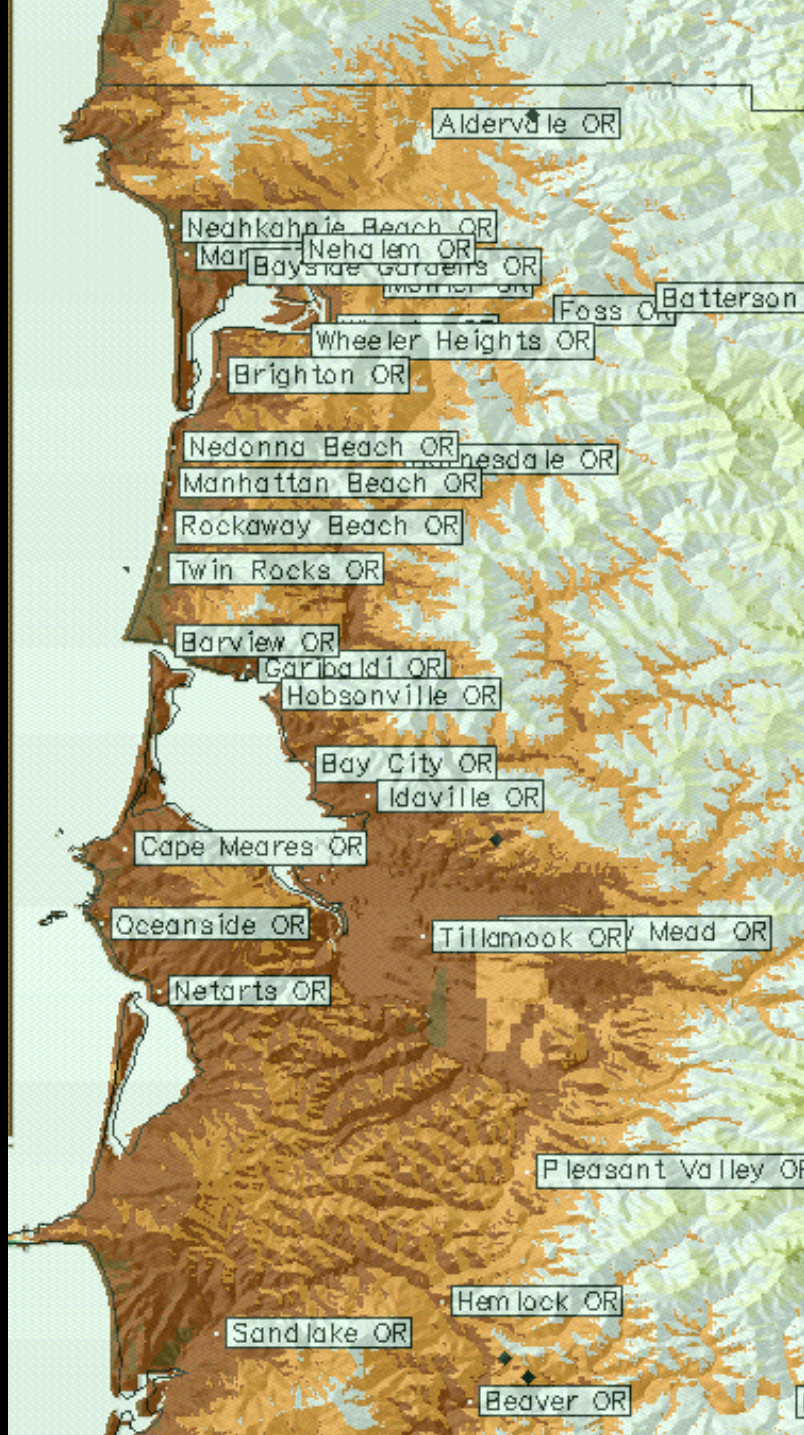 Aldervale OR
Neahkahnie Beach OR
Nehalem OR
Bayside Gardens OR
Batterson
Foss OR
Wheeler Heights OR
Brighton OR
Nedonna Beach OR
Manhattan Beach OR
Rockaway Beach OR
Twin Rocks OR
Barview OR
Garibaldi OR
Hobsonville OR
Bay City OR
Idaville OR
Cape Meares OR
Oceanside OR
Tillamook OR
Mead OR
Netarts OR
Pleasant Valley OR
Hemlock OR
Sandlake OR
Beaver OR